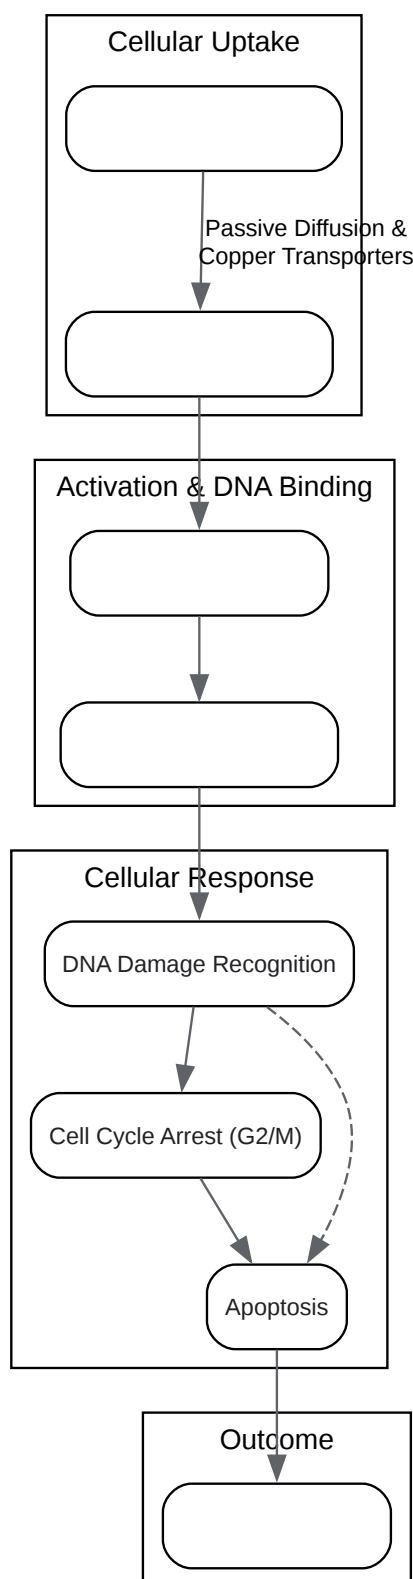 Cellular Uptake
Passive Diffusion &
Copper Transporters
Activation & DNA Binding
Cellular Response
DNA Damage Recognition
Cell Cycle Arrest (G2/M)
Apoptosis
Outcome